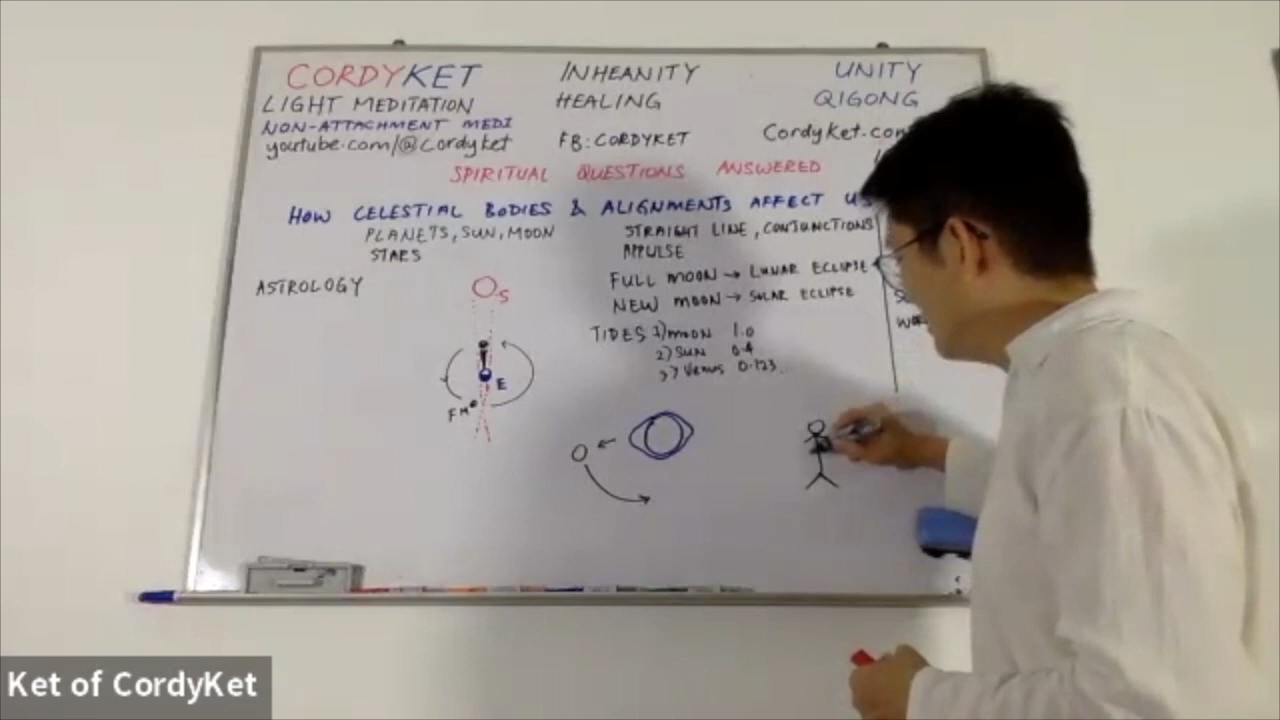 CORDYKET
INHEANITY
UNITY
LIGHT MEDITATION
HEALING
QIGONG
NON-ATTACHMENT MEDI
youtube.com/@Cordyket
FB: CORDYKET
CordyKet.com
SPIRITUAL QUESTIONS ANSWERED
HOW CELESTIAL BODIES & ALIGNMENTS AFFECT US
PLANETS, SUN, MOON
STARS
STRAIGHT LINE, CONJUNCTIONS
APPULSE
ASTROLOGY
FULL MOON → LUNAR ECLIPSE
NEW MOON → SOLAR ECLIPSE
S
TIDES 1) MOON 1.0
2) SUN 0.4
3) Venus 0.123
E
FM
Ket of CordyKet